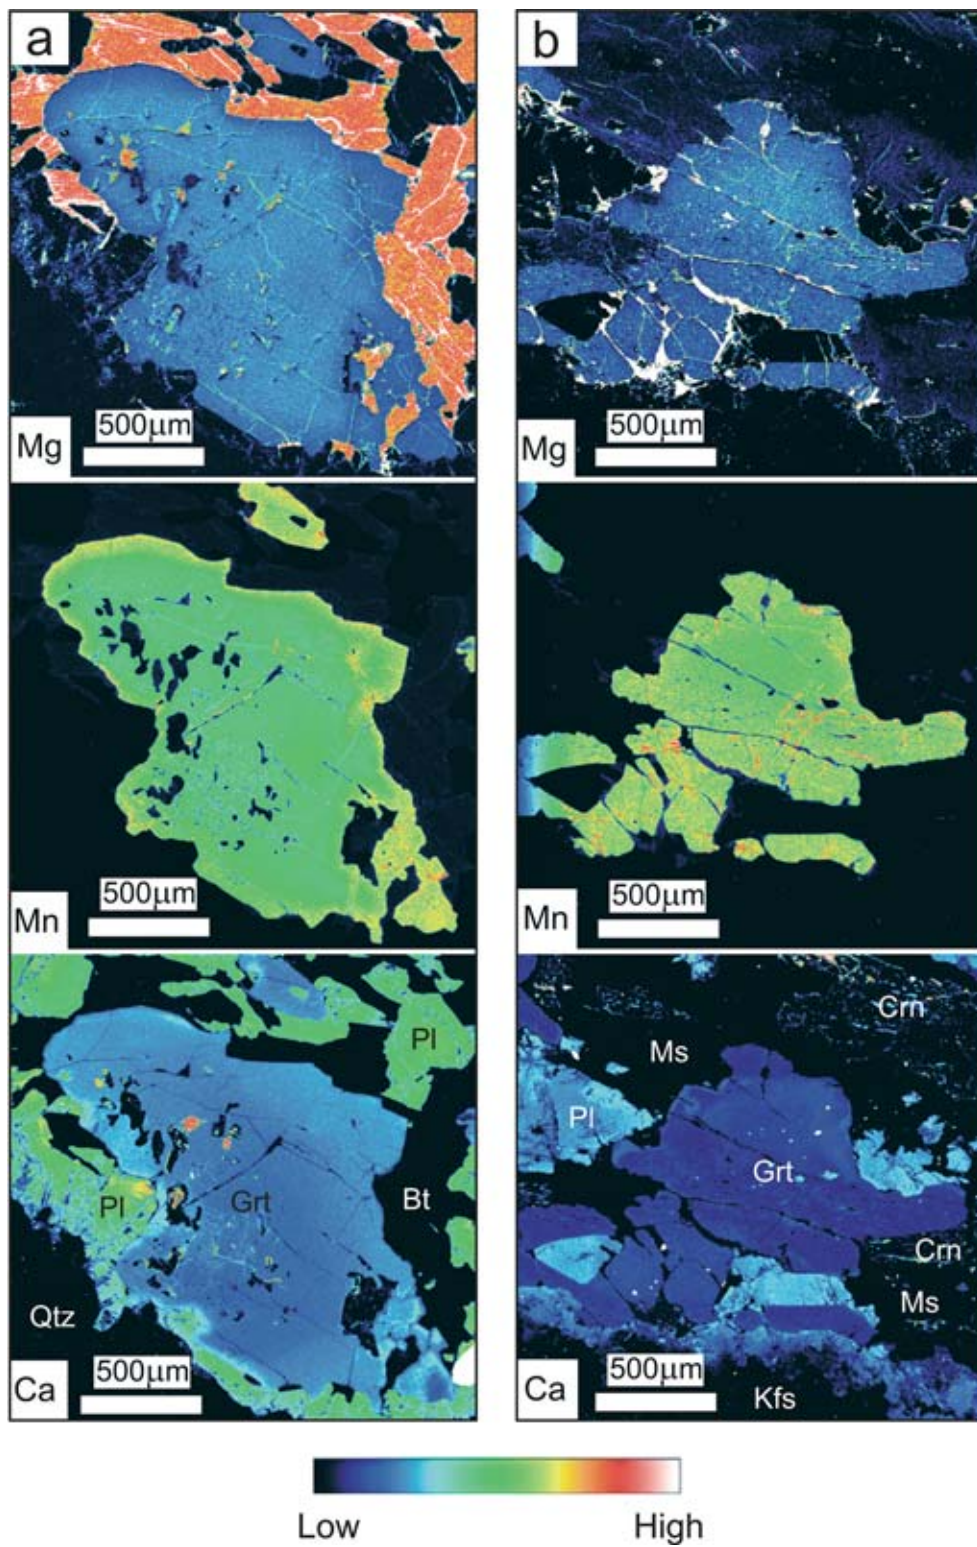 a
500μm
Mg
b
500μm
Mg
500μm
Mn
500μm
Mn
Pl
Pl
Grt
Bt
Qtz
500μm
Ca
Crn
Ms
Pl
Grt
Crn
Ms
500μm
Ca
Kfs
Low
High